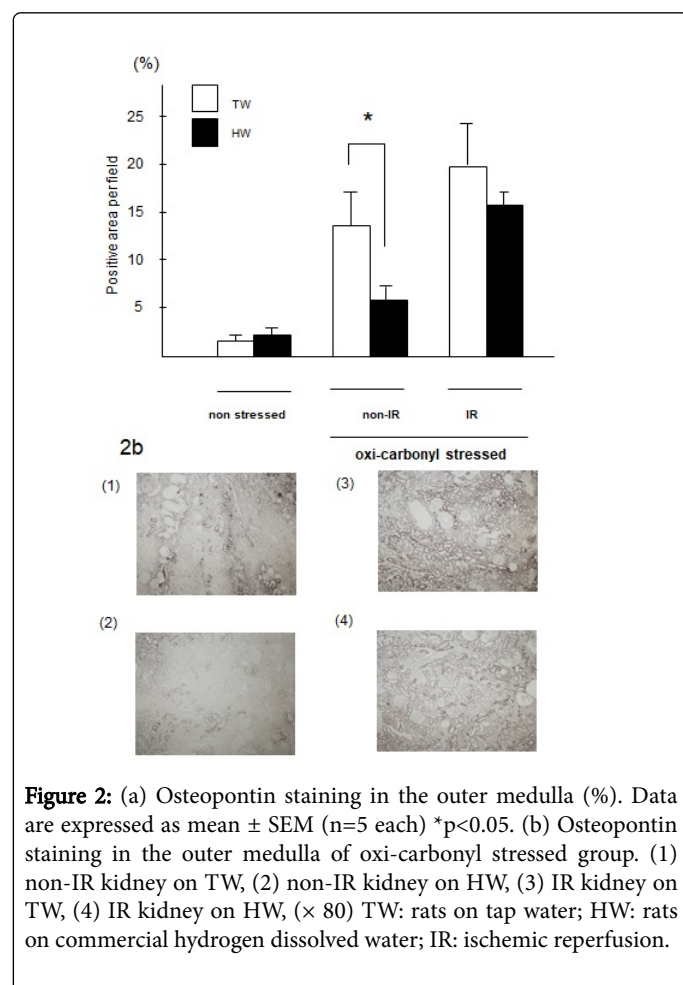 (%)
TW
HW
*
25
20
15
10
5
Positive area perfield
non stressed
non-IR
IR
oxi-carbonyl stressed
2b
(1)
(3)
(2)
(4)
Figure 2: (a) Osteopontin staining in the outer medulla (%). Data
are expressed as mean ± SEM (n=5 each) *p<0.05. (b) Osteopontin
staining in the outer medulla of oxi-carbonyl stressed group. (1)
non-IR kidney on TW, (2) non-IR kidney on HW, (3) IR kidney on
TW, (4) IR kidney on HW, (× 80) TW: rats on tap water; HW: rats
on commercial hydrogen dissolved water; IR: ischemic reperfusion.